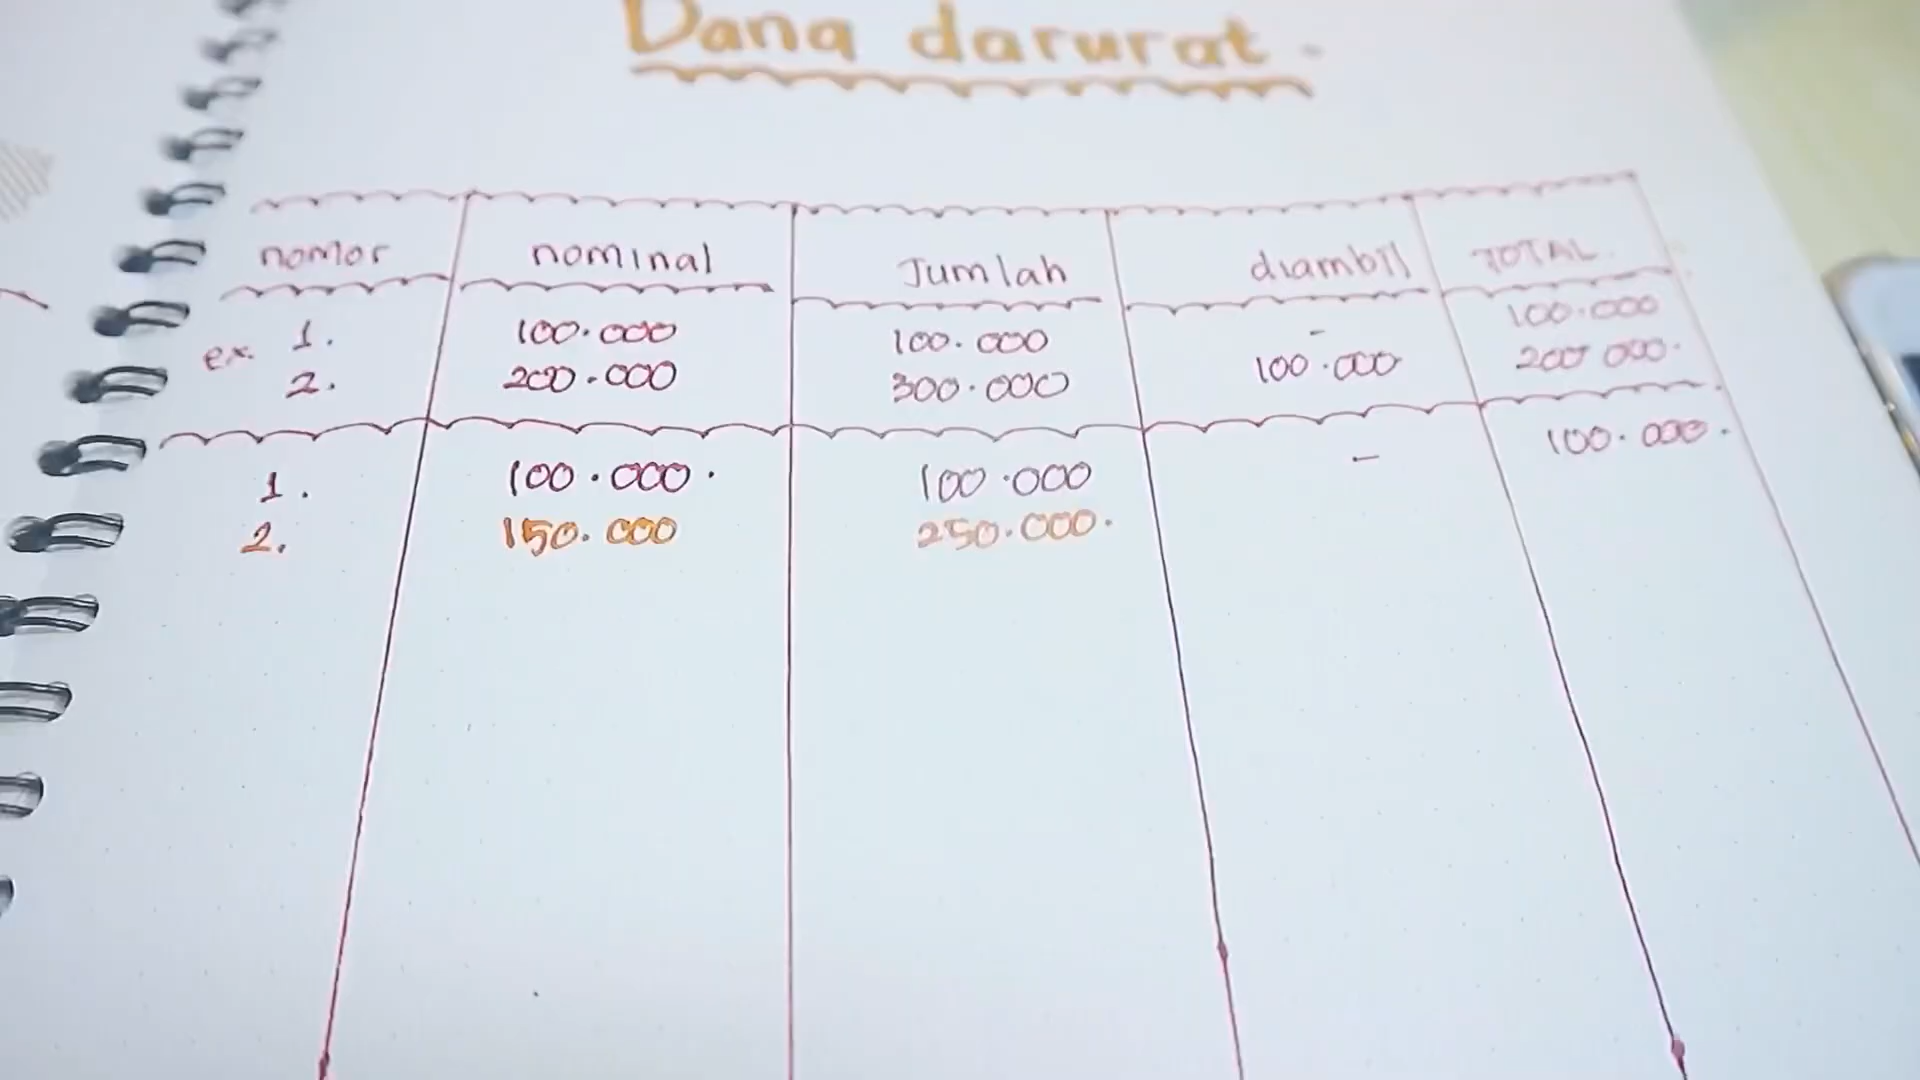 Dana darurat.
nomor nominal Jumlah diambil TOTAL.
ex. 1. 100.000 100.000 - 100.000
2. 200.000 300.000 100.000 200 000.
1. 100.000. 100.000 - 100.000.
2. 150.000 250.000.